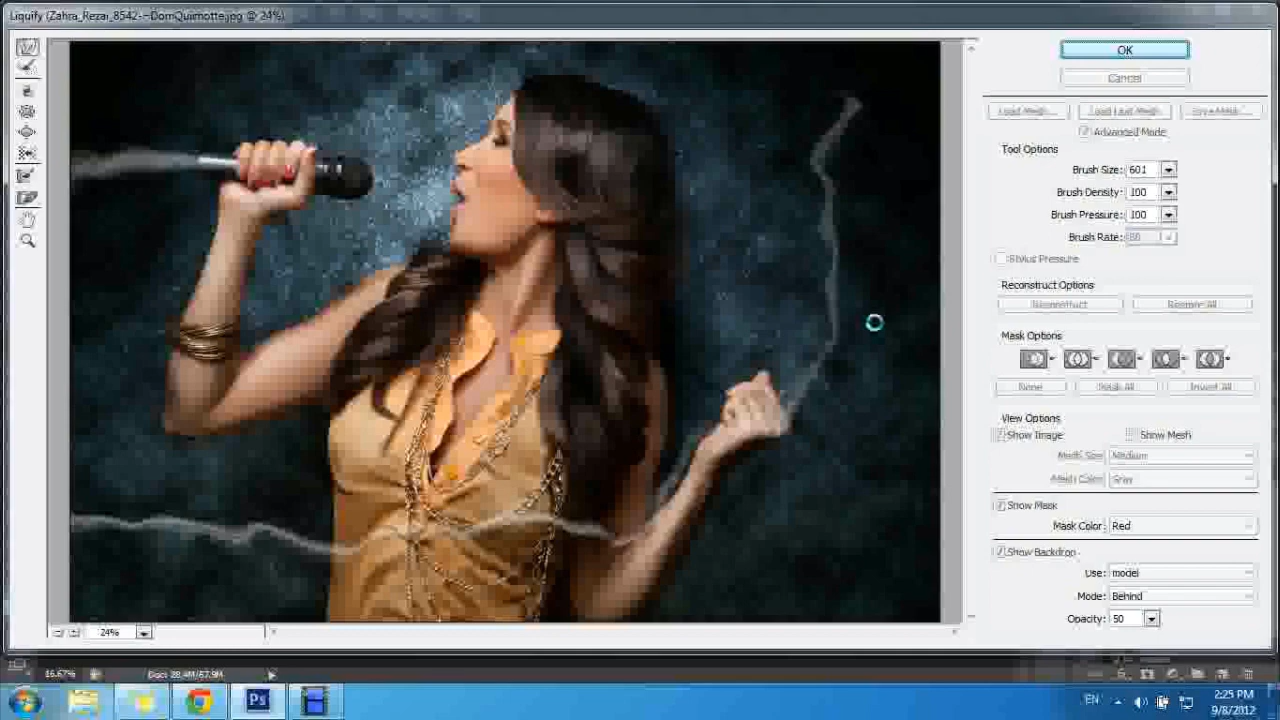 Liquify (Zahra_Rezai_8542--DomQuimotte.jpg @ 24%)
OK
Cancel
Load Mesh... Load Last Mesh Save Mesh...
Advanced Mode
Tool Options
Brush Size: 601
Brush Density: 100
Brush Pressure: 100
Brush Rate: 80
Stylus Pressure
Reconstruct Options
Reconstruct Restore All
Mask Options
None Mask All Invert All
View Options
Show Image Show Mesh
Mesh Size: Medium
Mesh Color: Gray
Show Mask
Mask Color: Red
Show Backdrop
Use: model
Mode: Behind
Opacity: 50
24%
16.67% Doc: 28.4M/67.9M
Ps
EN 2:25 PM
9/8/2012